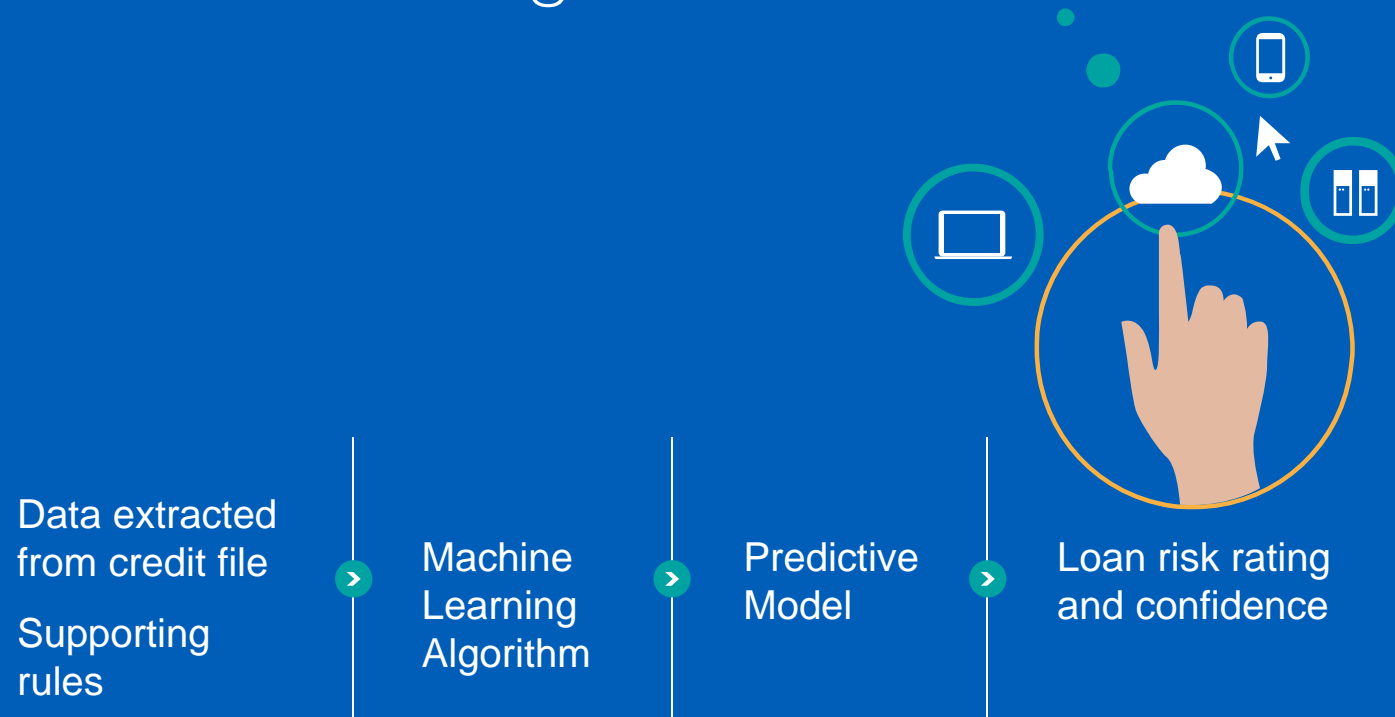 Data extracted
from credit file
Supporting
rules
Machine
Learning
Algorithm
Predictive
Model
Loan risk rating
and confidence